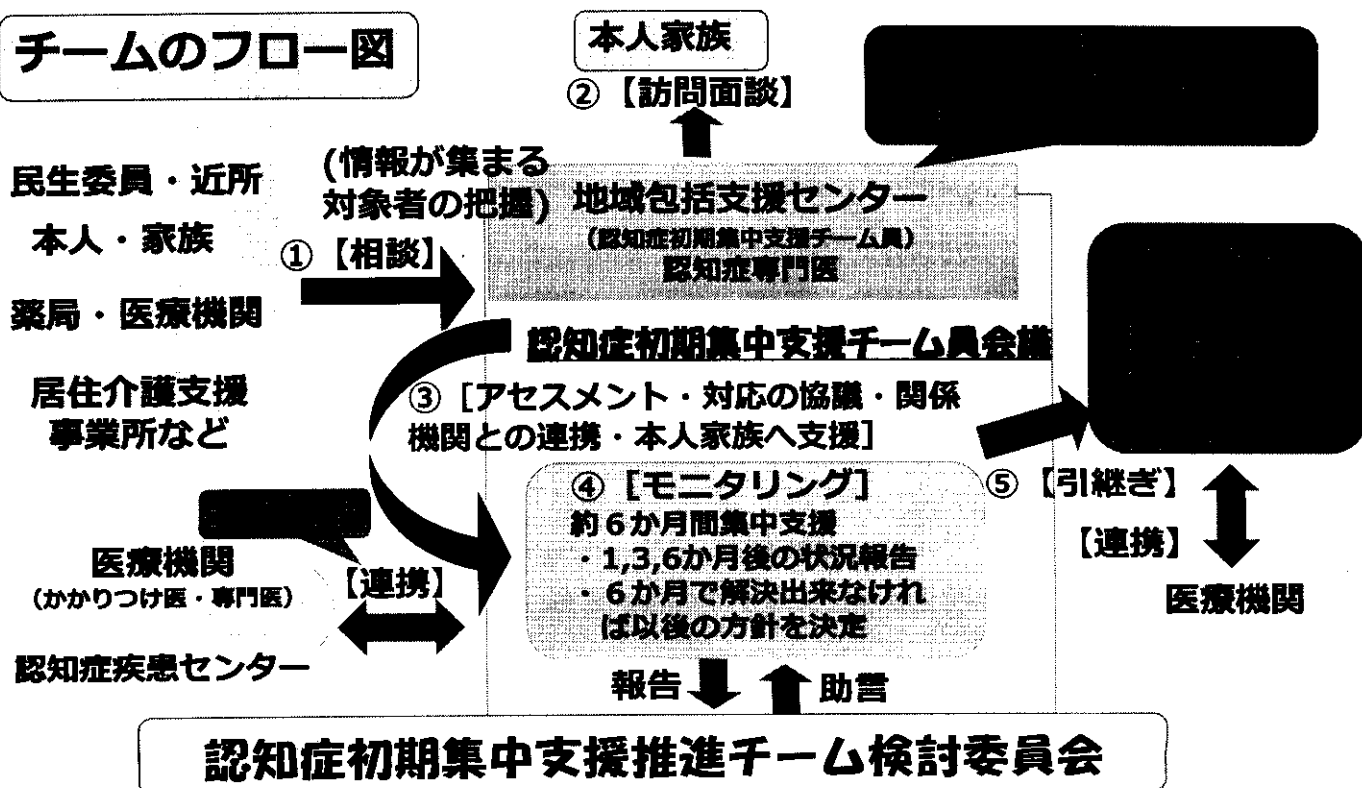 チームのフロー図
本人家族
②【訪問面談】
民生委員・近所
本人・家族
薬局・医療機関
居住介護支援
事業所など
(情報が集まる
対象者の把握)
①【相談】
地域包括支援センター
(認知症初期集中支援チーム員)
認知症専門医
認知症初期集中支援チーム員会議
③［アセスメント・対応の協議・関係
機関との連携・本人家族へ支援］
④［モニタリング］
約６か月間集中支援
・1,3,6か月後の状況報告
・６か月で解決出来なけれ
ば以後の方針を決定
⑤【引継ぎ】
【連携】
医療機関
医療機関
(かかりつけ医・専門医)
【連携】
認知症疾患センター
報告
助言
認知症初期集中支援推進チーム検討委員会